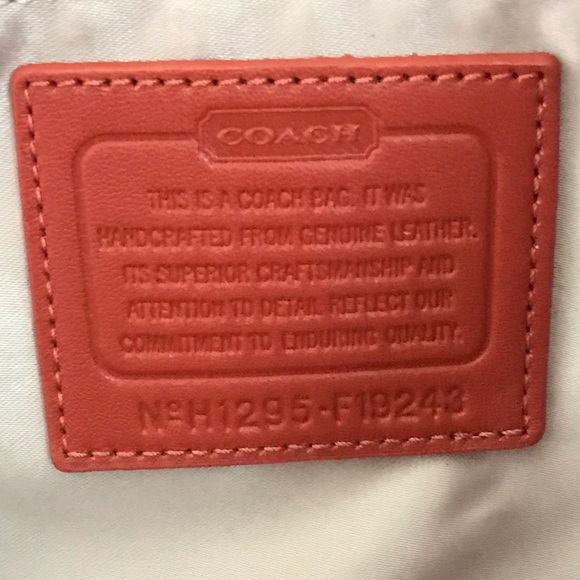 COACH
THIS IS A COACH BAG. IT WAS
HANDCRAFTED FROM GENUINE LEATHER.
ITS SUPERIOR CRAFTSMANSHIP AND
ATTENTION TO DETAIL REFLECT OUR
COMMITMENT TO ENDURING QUALITY.
Nº H1295-F19243